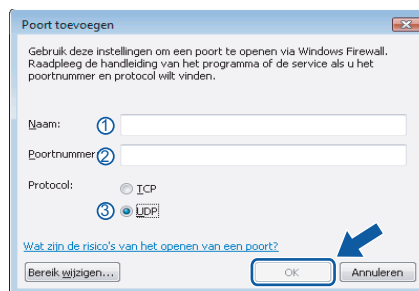 Poort toevoegen
Gebruik deze instellingen om een poort te openen via Windows Firewall.
Raadpleeg de handleiding van het programma of de service als u het
poortnummer en protocol wilt vinden.
Naam: 1
Poortnummer 2
Protocol: TCP
3 UDP
Wat zijn de risico's van het openen van een poort?
Bereik wijzigen... OK Annuleren